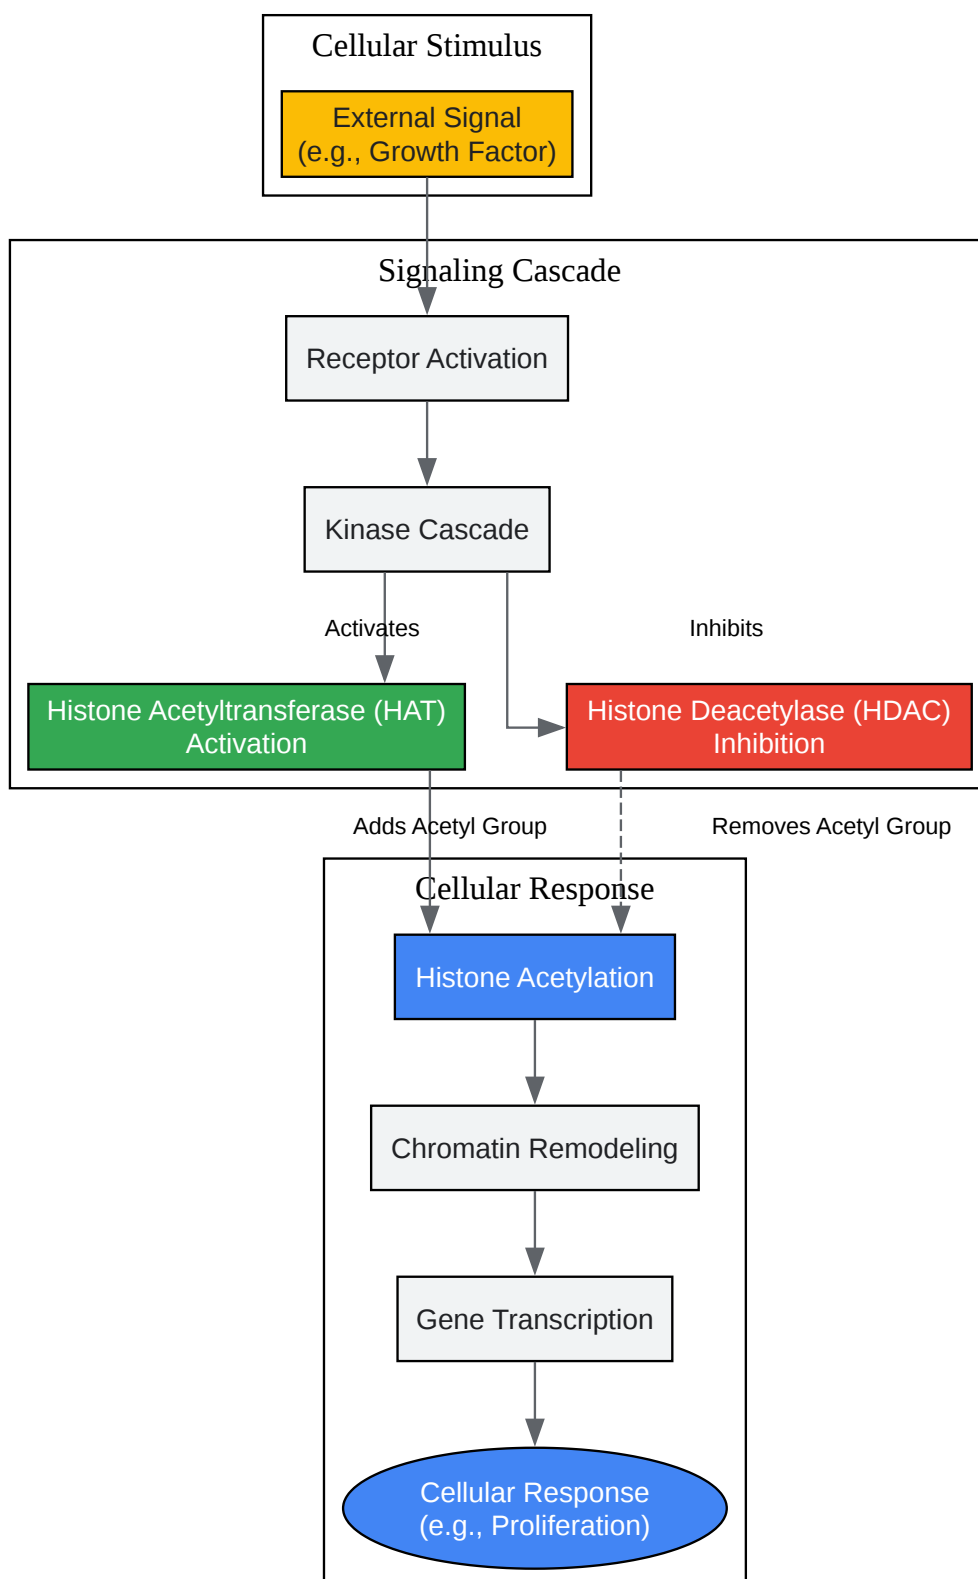 Cellular Stimulus
External Signal
(e.g., Growth Factor)
Signaling Cascade
Receptor Activation
Kinase Cascade
Activates
Inhibits
Histone Acetyltransferase (HAT)
Activation
Histone Deacetylase (HDAC)
Inhibition
Adds Acetyl Group
Removes Acetyl Group
Cellular Response
Histone Acetylation
Chromatin Remodeling
Gene Transcription
Cellular Response
(e.g., Proliferation)